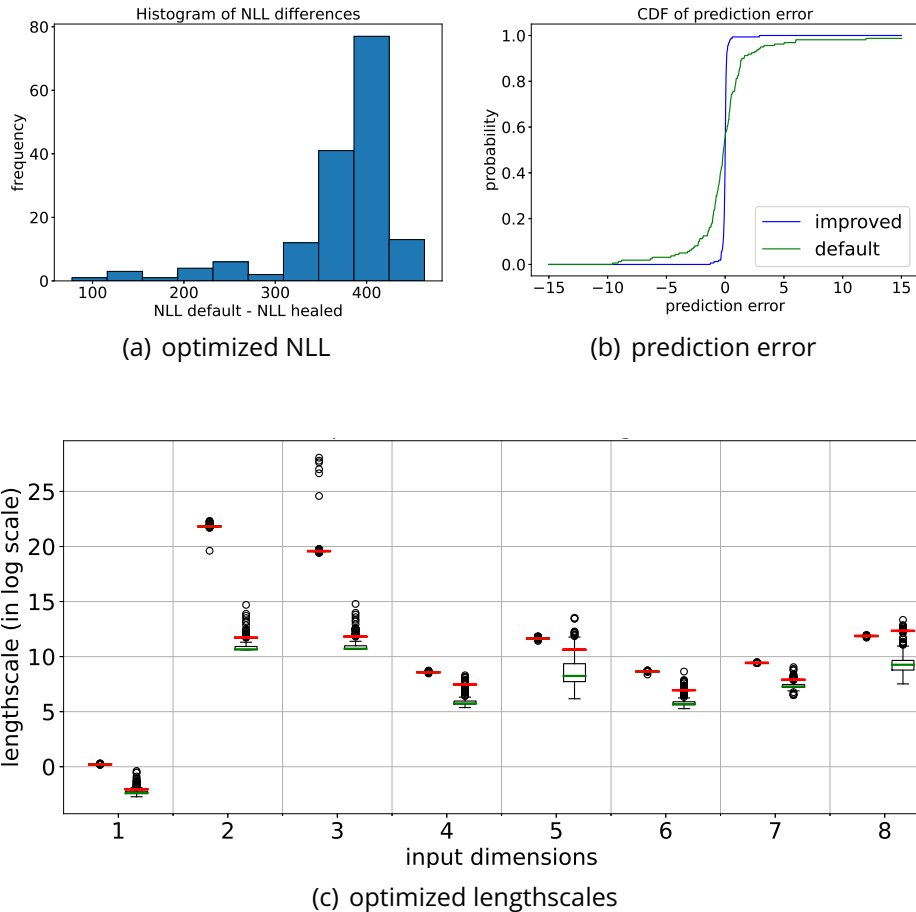 Histogram of NLL differences
80
60
40
20
0
frequency
100 200 300 400
NLL default - NLL healed
(a) optimized NLL
CDF of prediction error
1.0
0.8
0.6
0.4
0.2
0.0
probability
improved
default
−15 −10 −5 0 5 10 15
prediction error
(b) prediction error
25
20
15
10
5
0
lengthscale (in log scale)
1 2 3 4 5 6 7 8
input dimensions
(c) optimized lengthscales